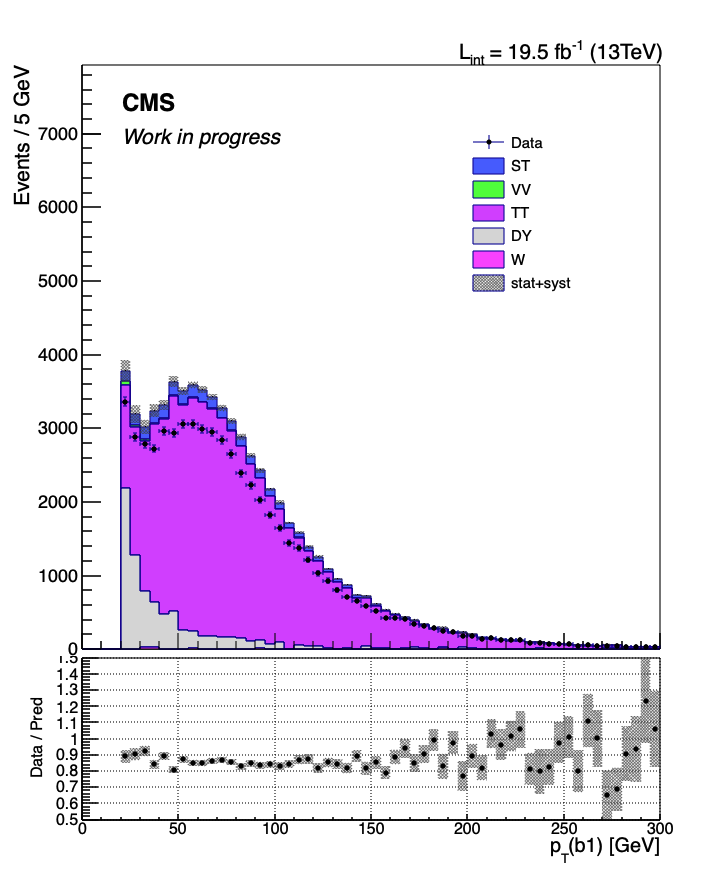 L_int = 19.5 fb⁻¹ (13TeV)
Events / 5 GeV
CMS
Work in progress
7000
6000
5000
4000
3000
2000
1000
0
Data
ST
VV
TT
DY
W
stat+syst
Data / Pred
1.5
1.4
1.3
1.2
1.1
1
0.9
0.8
0.7
0.6
0.5
0 50 100 150 200 250 300
p_T(b1) [GeV]